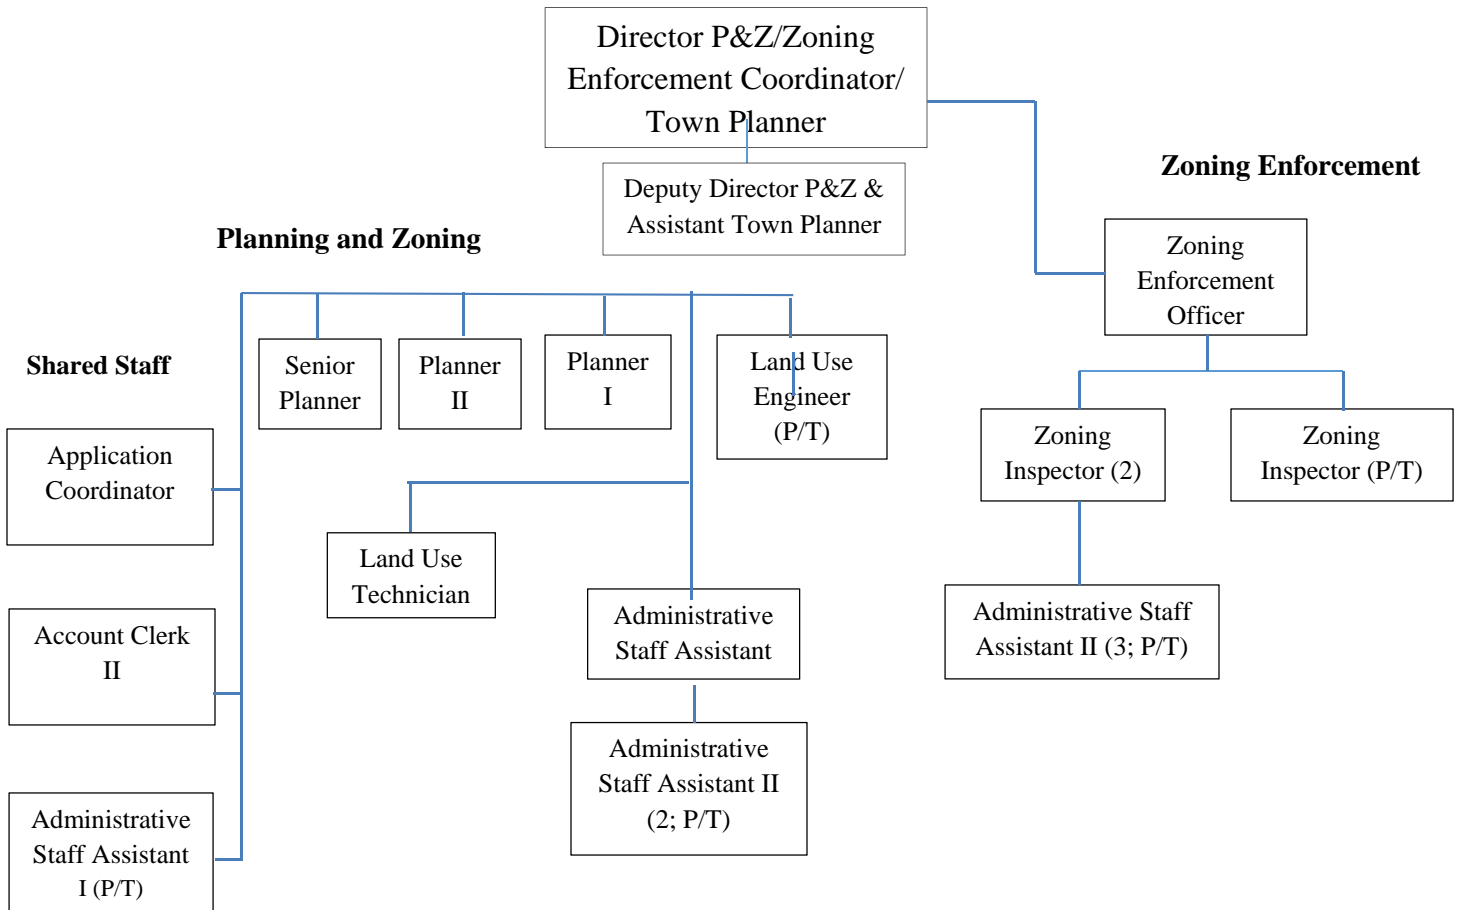 Director P&Z/Zoning
Enforcement Coordinator/
Town Planner
Deputy Director P&Z &
Assistant Town Planner
Zoning Enforcement
Planning and Zoning
Zoning
Enforcement
Officer
Shared Staff
Senior
Planner
Planner
II
Planner
I
Land Use
Engineer
(P/T)
Zoning
Inspector (2)
Zoning
Inspector (P/T)
Application
Coordinator
Land Use
Technician
Administrative
Staff Assistant
Administrative Staff
Assistant II (3; P/T)
Account Clerk
II
Administrative
Staff Assistant II
(2; P/T)
Administrative
Staff Assistant
I (P/T)